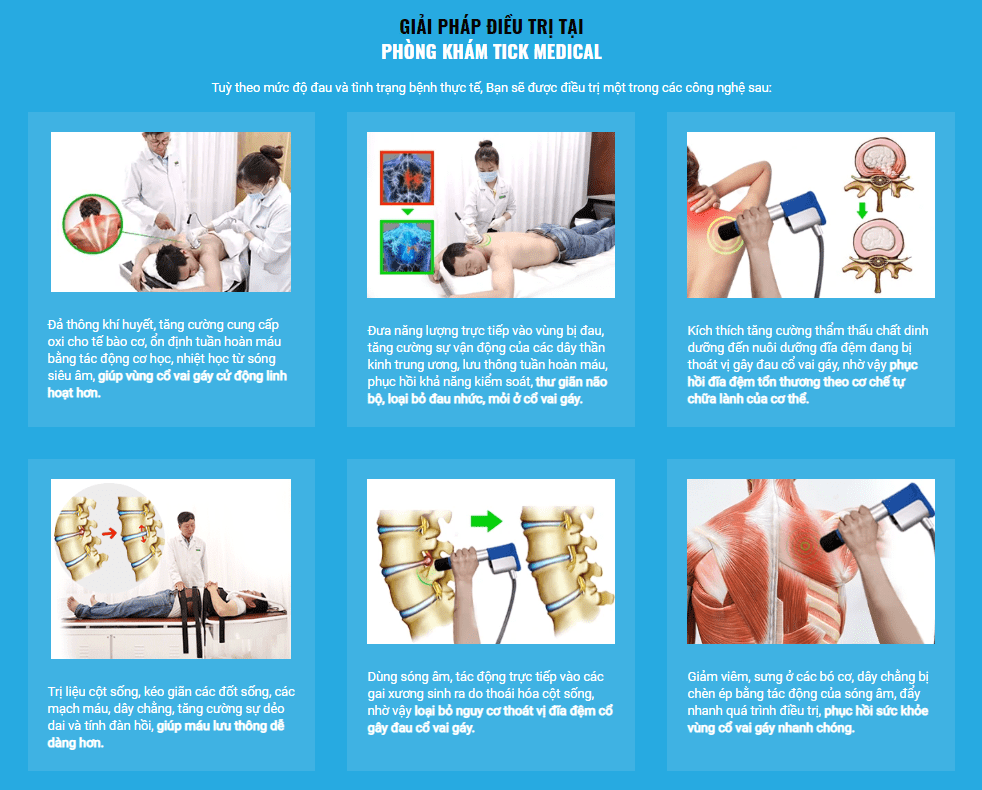 GIẢI PHÁP ĐIỀU TRỊ TẠI
PHÒNG KHÁM TICK MEDICAL
Tuỳ theo mức độ đau và tình trạng bệnh thực tế, Bạn sẽ được điều trị một trong các công nghệ sau:
Đả thông khí huyết, tăng cường cung cấp
oxi cho tế bào cơ, ổn định tuần hoàn máu
bằng tác động cơ học, nhiệt học từ sóng
siêu âm, giúp vùng cổ vai gáy cử động linh
hoạt hơn.
Đưa năng lượng trực tiếp vào vùng bị đau,
tăng cường sự vận động của các dây thần
kinh trung ương, lưu thông tuần hoàn máu,
phục hồi khả năng kiểm soát, thư giãn não
bộ, loại bỏ đau nhức, mỏi ở cổ vai gáy.
Kích thích tăng cường thẩm thấu chất dinh
dưỡng đến nuôi dưỡng đĩa đệm đang bị
thoát vị gây đau cổ vai gáy, nhờ vậy phục
hồi đĩa đệm tổn thương theo cơ chế tự
chữa lành của cơ thể.
Trị liệu cột sống, kéo giãn các đốt sống, các
mạch máu, dây chằng, tăng cường sự dẻo
dai và tính đàn hồi, giúp máu lưu thông dễ
dàng hơn.
Dùng sóng âm, tác động trực tiếp vào các
gai xương sinh ra do thoái hóa cột sống,
nhờ vậy loại bỏ nguy cơ thoát vị đĩa đệm cổ
gây đau cổ vai gáy.
Giảm viêm, sưng ở các bó cơ, dây chằng bị
chèn ép bằng tác động của sóng âm, đẩy
nhanh quá trình điều trị, phục hồi sức khỏe
vùng cổ vai gáy nhanh chóng.